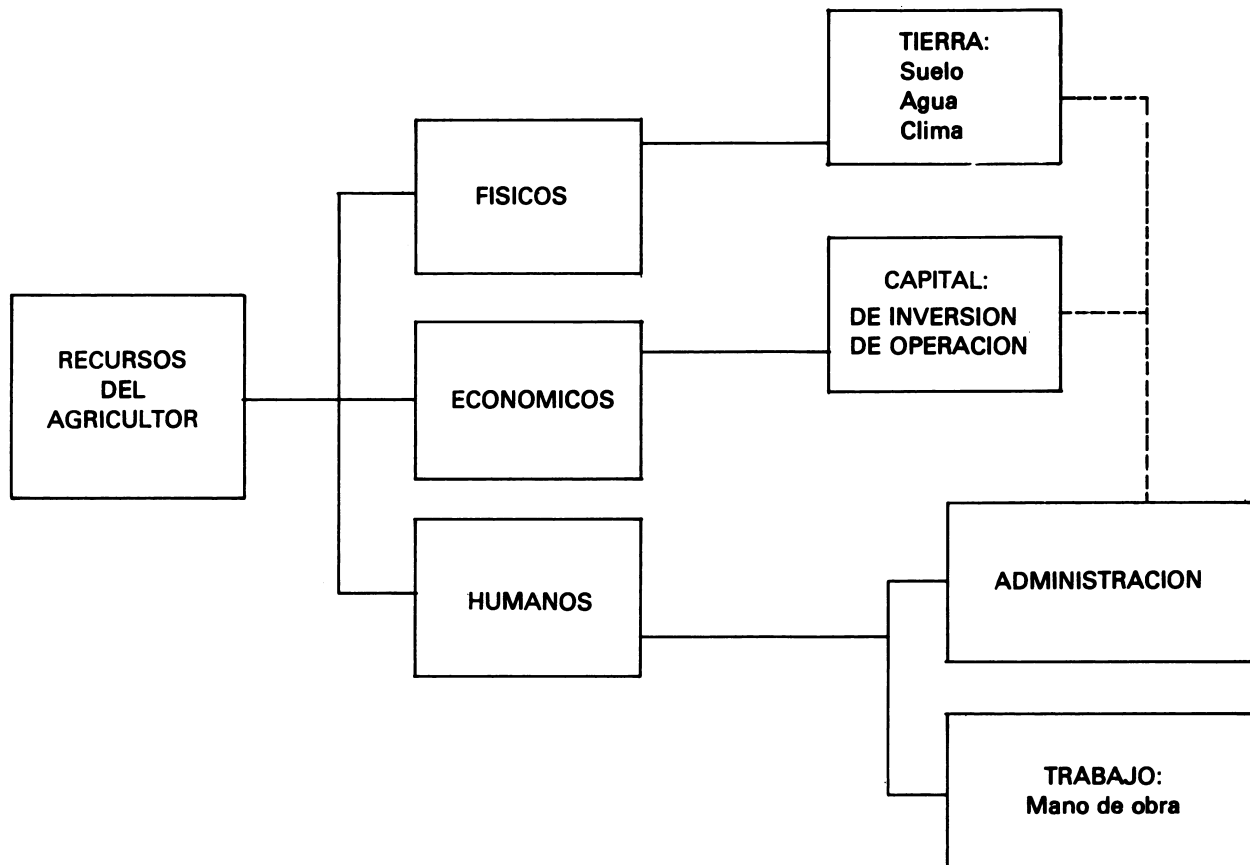 TIERRA:
Suelo
Agua
Clima
FISICOS
CAPITAL:
DE INVERSION
DE OPERACION
RECURSOS
DEL
AGRICULTOR
ECONOMICOS
HUMANOS
ADMINISTRACION
TRABAJO:
Mano de obra